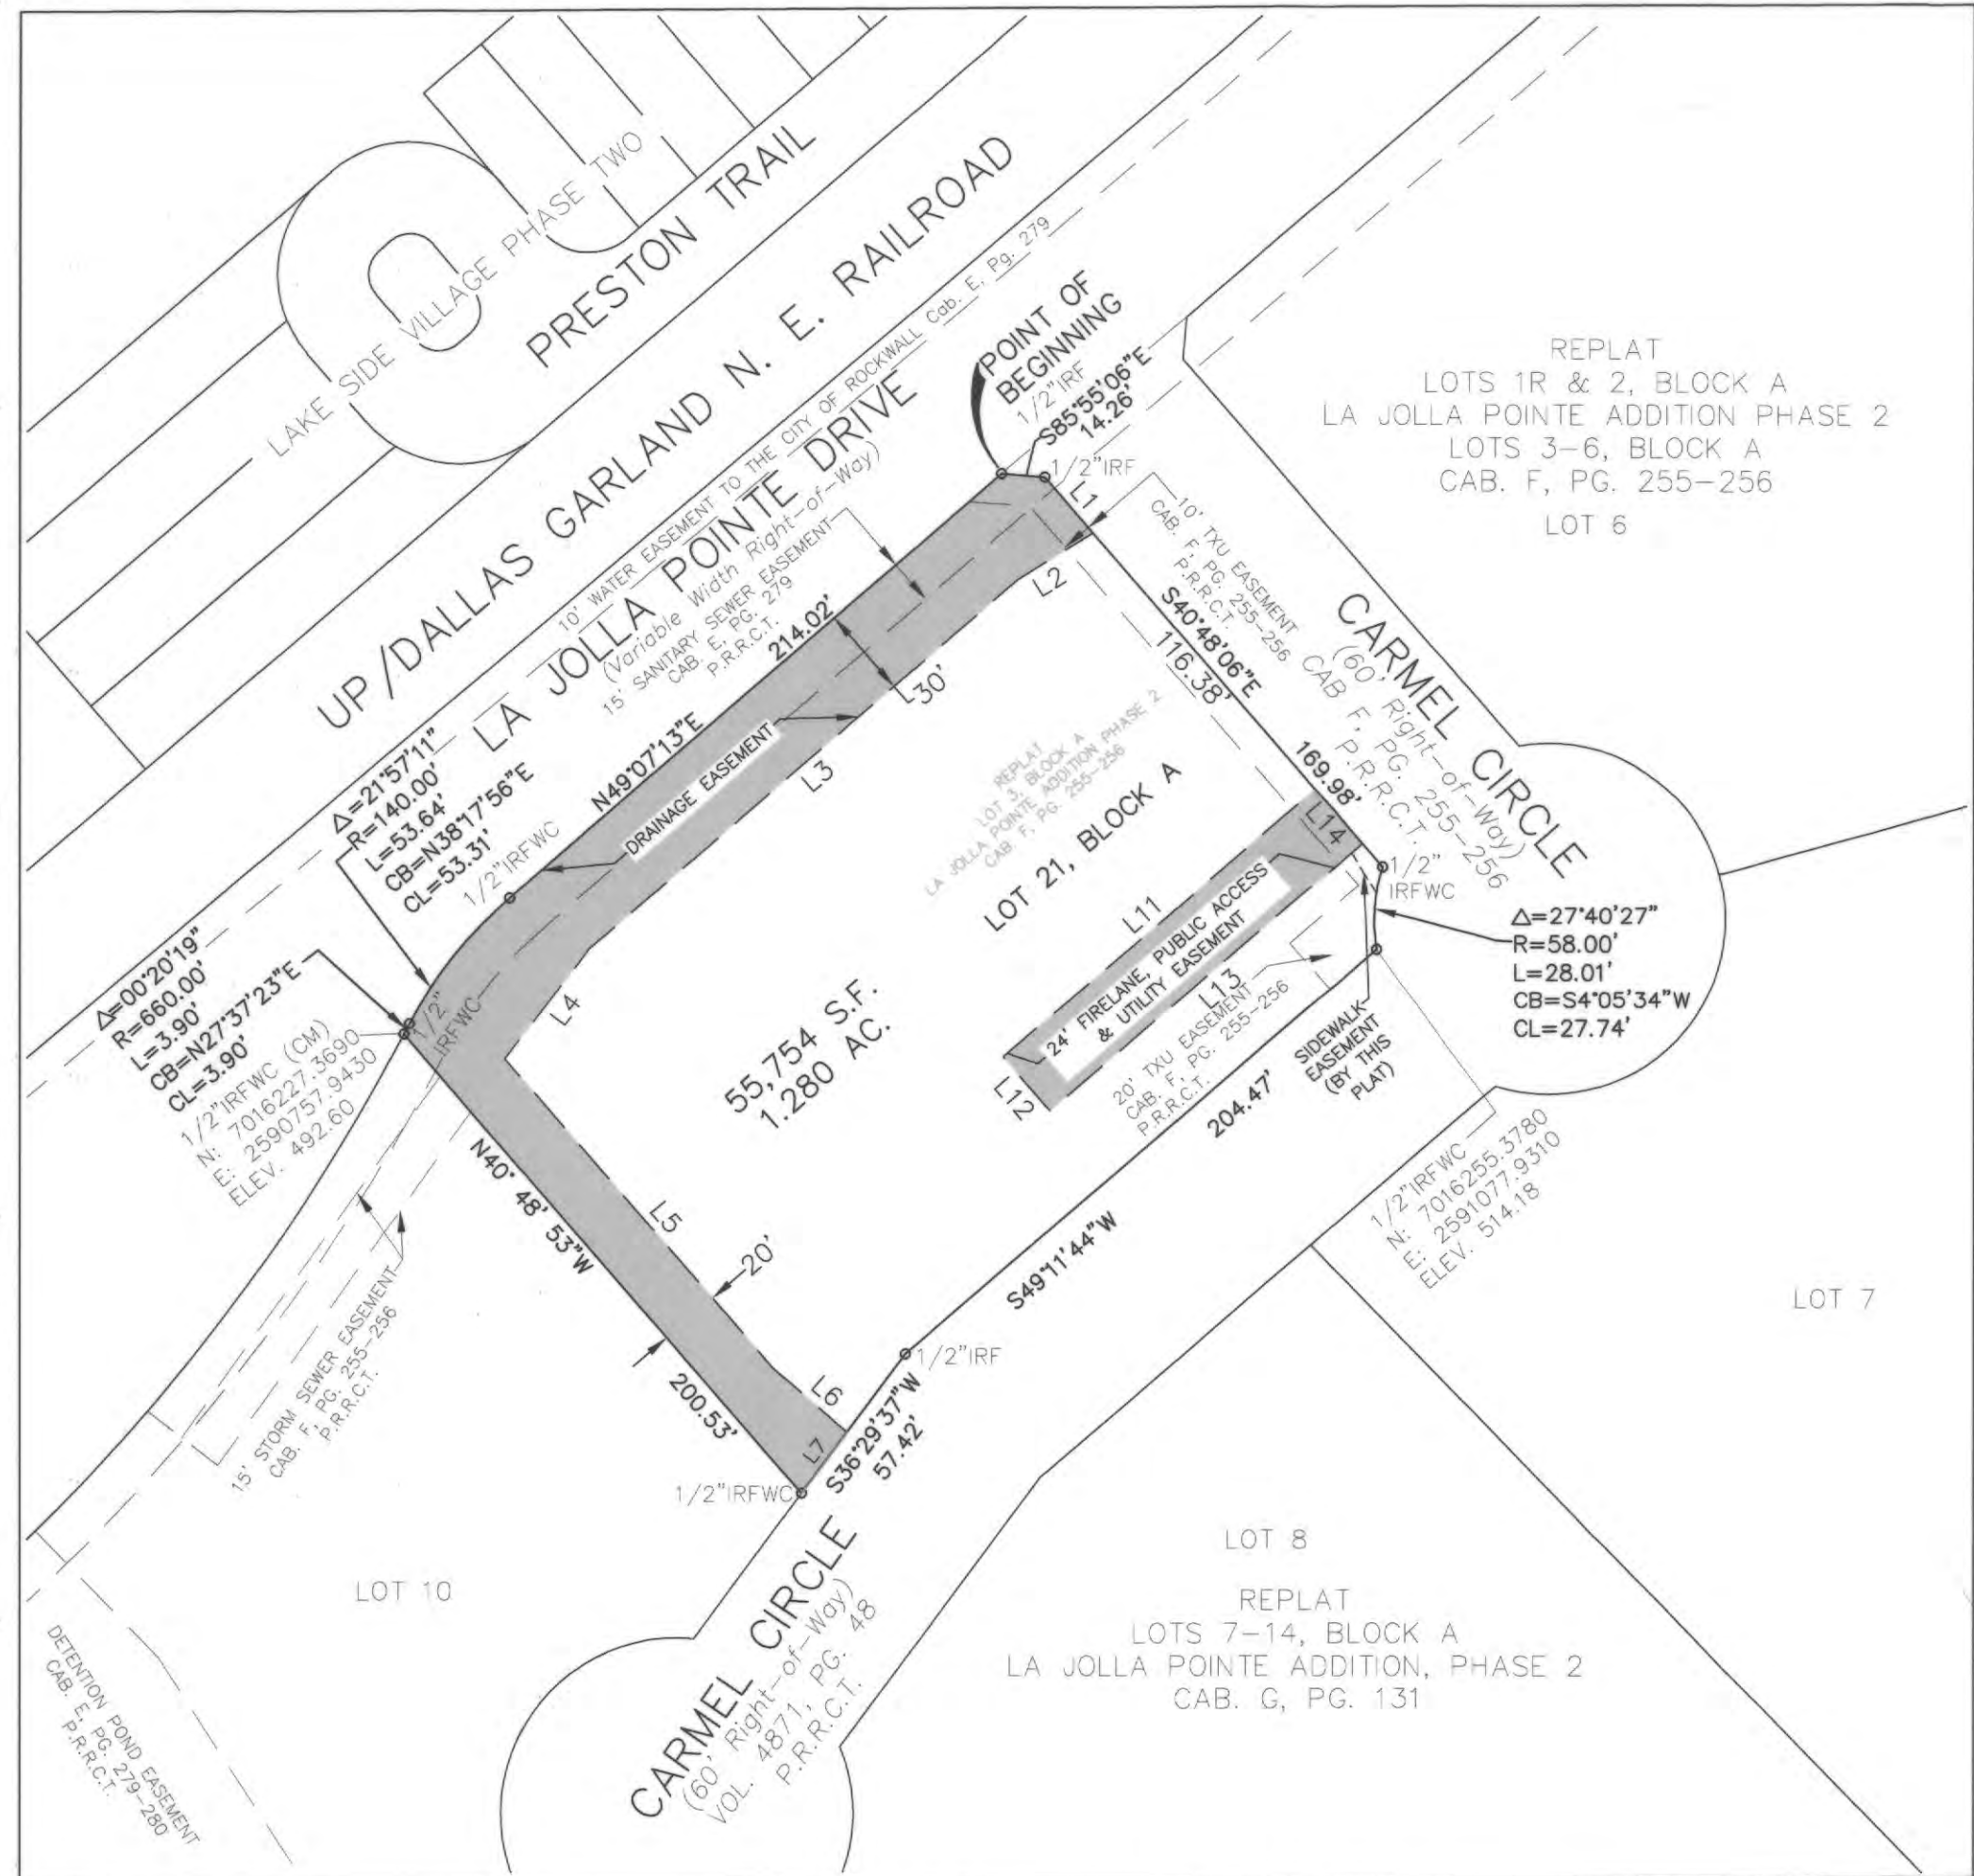 LAKE SIDE VILLAGE PHASE TWO
PRESTON TRAIL
UP/DALLAS GARLAND N. E. RAILROAD
10' WATER EASEMENT TO THE CITY OF ROCKWALL Cab. E, Pg. 279
LA JOLLA POINTE DRIVE
(Variable Width Right-of-Way)
15' SANITARY SEWER EASEMENT
CAB. E, PG. 279
P.R.R.C.T.
POINT OF
BEGINNING
1/2"IRF
S85°55'06"E
14.26'
1/2"IRF
L1
L2
10' TXU EASEMENT
CAB. F, PG. 255-256
P.R.R.C.T.
REPLAT
LOTS 1R & 2, BLOCK A
LA JOLLA POINTE ADDITION PHASE 2
LOTS 3-6, BLOCK A
CAB. F, PG. 255-256
LOT 6
CARMEL CIRCLE
(60' Right-of-Way)
CAB F, PG. 255-256
P.R.R.C.T.
S40°48'06"E
116.38'
169.98'
214.02'
N49°07'13"E
30'
L3
DRAINAGE EASEMENT
Δ=21°57'11"
R=140.00'
L=53.64'
CB=N38°17'56"E
CL=53.31'
1/2"IRFWC
Δ=00°20'19"
R=660.00'
L=3.90'
CB=N27°37'23"E
CL=3.90'
1/2"IRFWC (CM)
N: 7016227.3690
E: 2590757.9430
ELEV. 492.60
1/2"
IRFWC
L4
REPLAT
LOT 3, BLOCK A
LA JOLLA POINTE ADDITION PHASE 2
CAB. F, PG. 255-256
LOT 21, BLOCK A
55,754 S.F.
1.280 AC.
L14
L11
24' FIRELANE, PUBLIC ACCESS
& UTILITY EASEMENT
L13
L12
20' TXU EASEMENT
CAB. F, PG. 255-256
P.R.R.C.T.
1/2"
IRFWC
Δ=27°40'27"
R=58.00'
L=28.01'
CB=S4°05'34"W
CL=27.74'
SIDEWALK
EASEMENT
(BY THIS
PLAT)
204.47'
S49°11'44"W
1/2"IRFWC
N: 7016255.3780
E: 2591077.9310
ELEV. 514.18
LOT 7
N40° 48' 53"W
200.53'
L5
20'
L6
L7
1/2"IRF
S36°29'37"W
57.42'
1/2"IRFWC
15' STORM SEWER EASEMENT
CAB. F, PG. 255-256
P.R.R.C.T.
LOT 10
DETENTION POND EASEMENT
CAB. E, PG. 279-280
P.R.R.C.T.
CARMEL CIRCLE
(60' Right-of-Way)
VOL. 4871, PG. 48
P.R.R.C.T.
LOT 8
REPLAT
LOTS 7-14, BLOCK A
LA JOLLA POINTE ADDITION, PHASE 2
CAB. G, PG. 131